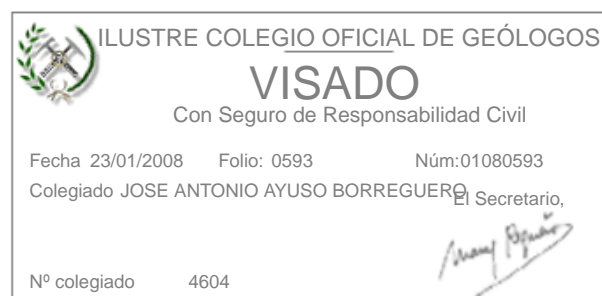 ILUSTRE COLEGIO OFICIAL DE GEÓLOGOS
VISADO
Con Seguro de Responsabilidad Civil
Fecha 23/01/2008 Folio: 0593 Núm:01080593
Colegiado JOSE ANTONIO AYUSO BORREGUERO
El Secretario,
Nº colegiado 4604